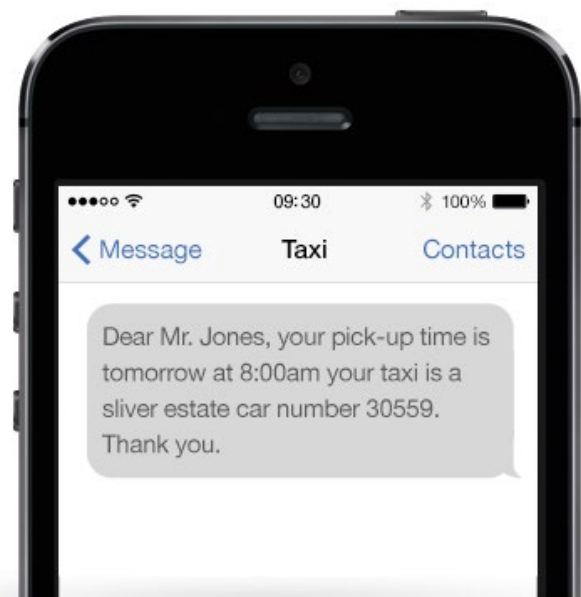 09:30
100%
Message
Taxi
Contacts
Dear Mr. Jones, your pick-up time is
tomorrow at 8:00am your taxi is a
sliver estate car number 30559.
Thank you.